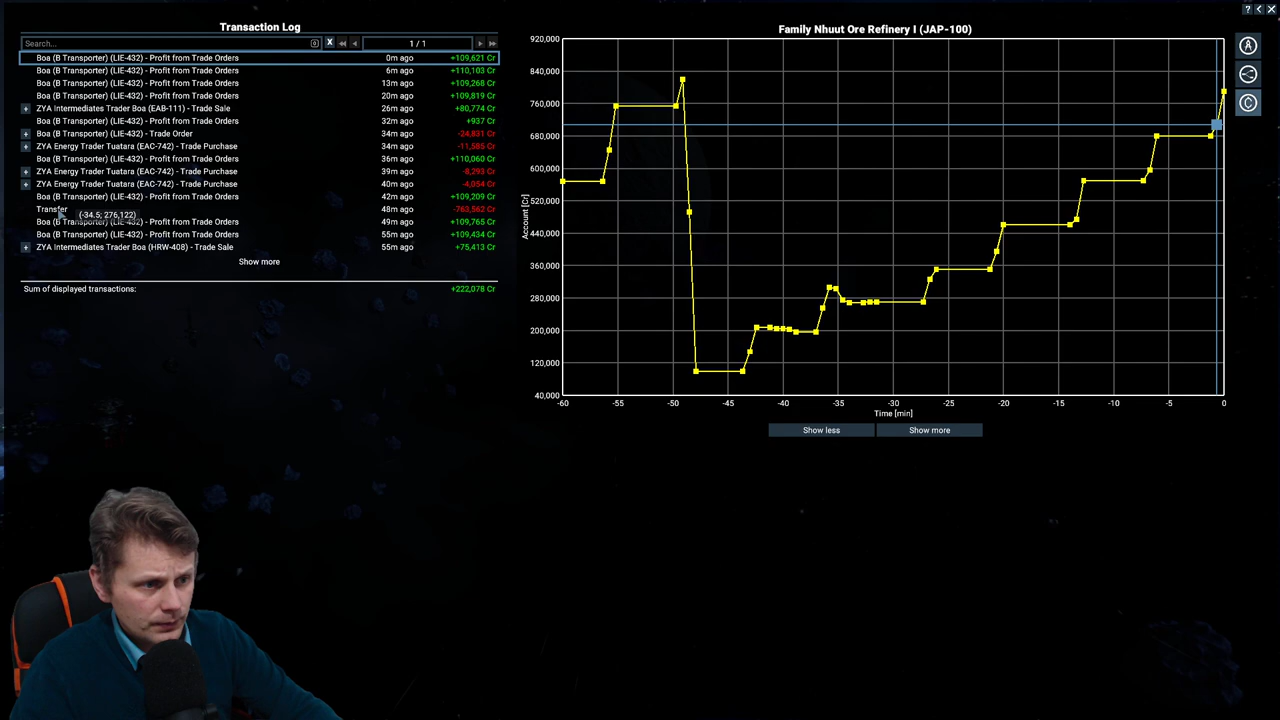 Transaction Log
Search...
1 / 1
Boa (B Transporter) (LIE-432) - Profit from Trade Orders 0m ago +109,621 Cr
Boa (B Transporter) (LIE-432) - Profit from Trade Orders 6m ago +110,103 Cr
Boa (B Transporter) (LIE-432) - Profit from Trade Orders 13m ago +109,268 Cr
Boa (B Transporter) (LIE-432) - Profit from Trade Orders 20m ago +109,819 Cr
+ ZYA Intermediates Trader Boa (EAB-111) - Trade Sale 26m ago +80,774 Cr
Boa (B Transporter) (LIE-432) - Profit from Trade Orders 32m ago +937 Cr
+ Boa (B Transporter) (LIE-432) - Trade Order 34m ago -24,831 Cr
+ ZYA Energy Trader Tuatara (EAC-742) - Trade Purchase 34m ago -11,585 Cr
Boa (B Transporter) (LIE-432) - Profit from Trade Orders 36m ago +110,060 Cr
+ ZYA Energy Trader Tuatara (EAC-742) - Trade Purchase 39m ago -8,293 Cr
+ ZYA Energy Trader Tuatara (EAC-742) - Trade Purchase 40m ago -4,054 Cr
Boa (B Transporter) (LIE-432) - Profit from Trade Orders 42m ago +109,209 Cr
Transfer 48m ago -763,562 Cr
(-34.5; 276,122)
Boa (B Transporter) (LIE-432) - Profit from Trade Orders 49m ago +109,765 Cr
Boa (B Transporter) (LIE-432) - Profit from Trade Orders 55m ago +109,434 Cr
+ ZYA Intermediates Trader Boa (HRW-408) - Trade Sale 55m ago +75,413 Cr
Show more
Sum of displayed transactions: +222,078 Cr
Family Nhuut Ore Refinery I (JAP-100)
920,000
840,000
760,000
680,000
600,000
520,000
440,000
360,000
280,000
200,000
120,000
40,000
Account [Cr]
-60 -55 -50 -45 -40 -35 -30 -25 -20 -15 -10 -5 0
Time [min]
Show less Show more